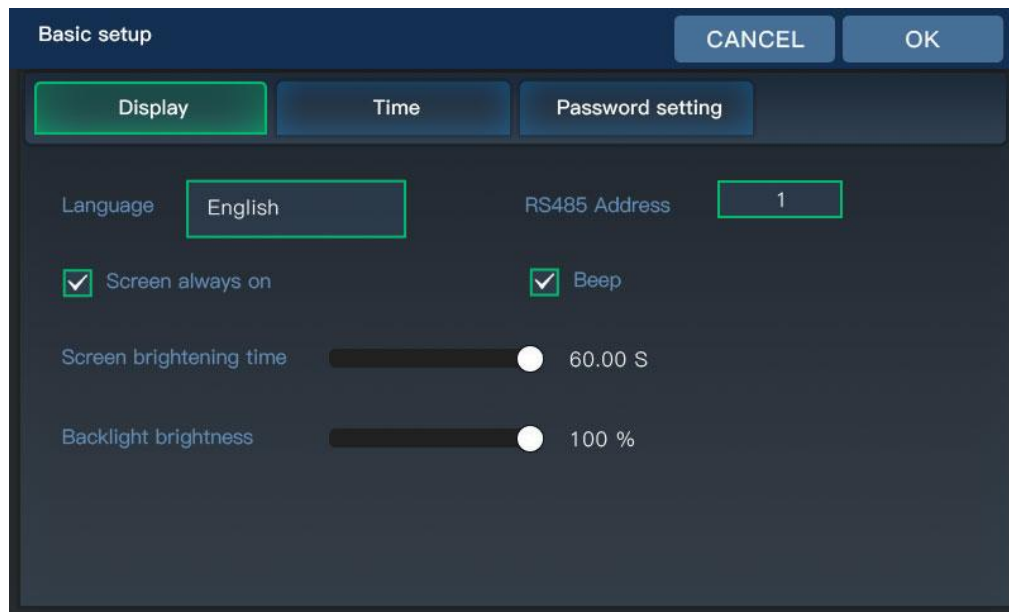 Basic setup
CANCEL
OK
Display
Time
Password setting
Language
English
RS485 Address
1
Screen always on
Beep
Screen brightening time
60.00 S
Backlight brightness
100 %